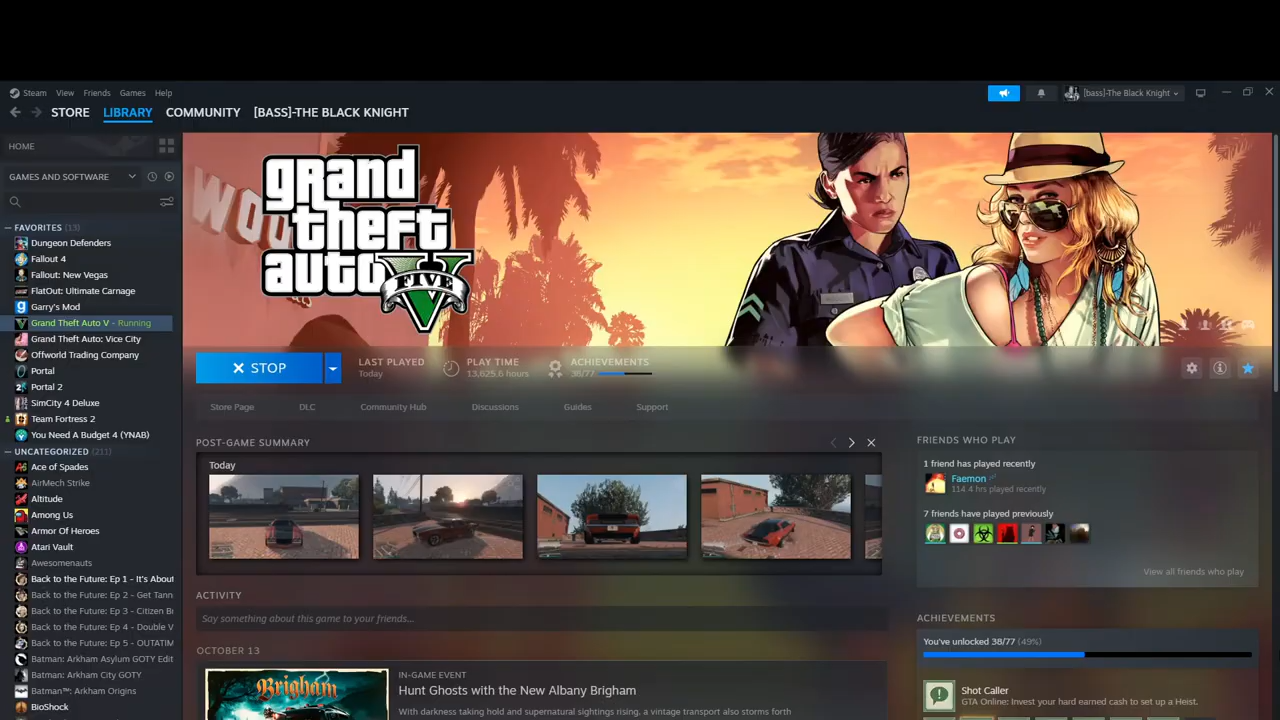 Steam View Friends Games Help
[bass]-The Black Knight
STORE LIBRARY COMMUNITY [BASS]-THE BLACK KNIGHT
HOME
GAMES AND SOFTWARE
FAVORITES (13)
Dungeon Defenders
Fallout 4
Fallout: New Vegas
FlatOut: Ultimate Carnage
Garry's Mod
Grand Theft Auto V - Running
Grand Theft Auto: Vice City
Offworld Trading Company
Portal
Portal 2
SimCity 4 Deluxe
Team Fortress 2
You Need A Budget 4 (YNAB)
UNCATEGORIZED (211)
Ace of Spades
AirMech Strike
Altitude
Among Us
Armor Of Heroes
Atari Vault
Awesomenauts
Back to the Future: Ep 1 - It's About
Back to the Future: Ep 2 - Get Tann
Back to the Future: Ep 3 - Citizen B
Back to the Future: Ep 4 - Double V
Back to the Future: Ep 5 - OUTATIM
Batman: Arkham Asylum GOTY Edit
Batman: Arkham City GOTY
Batman™: Arkham Origins
BioShock
WOO
grand
theft
auto
V
FIVE
STOP
LAST PLAYED
Today
PLAY TIME
13,625.6 hours
ACHIEVEMENTS
38/77
Store Page DLC Community Hub Discussions Guides Support
POST-GAME SUMMARY
Today
ACTIVITY
Say something about this game to your friends...
OCTOBER 13
Brigham
IN-GAME EVENT
Hunt Ghosts with the New Albany Brigham
With darkness taking hold and supernatural sightings rising, a vintage transport also storms forth
FRIENDS WHO PLAY
1 friend has played recently
Faemon
114.4 hrs played recently
7 friends have played previously
View all friends who play
ACHIEVEMENTS
You've unlocked 38/77 (49%)
Shot Caller
GTA Online: Invest your hard earned cash to set up a Heist.